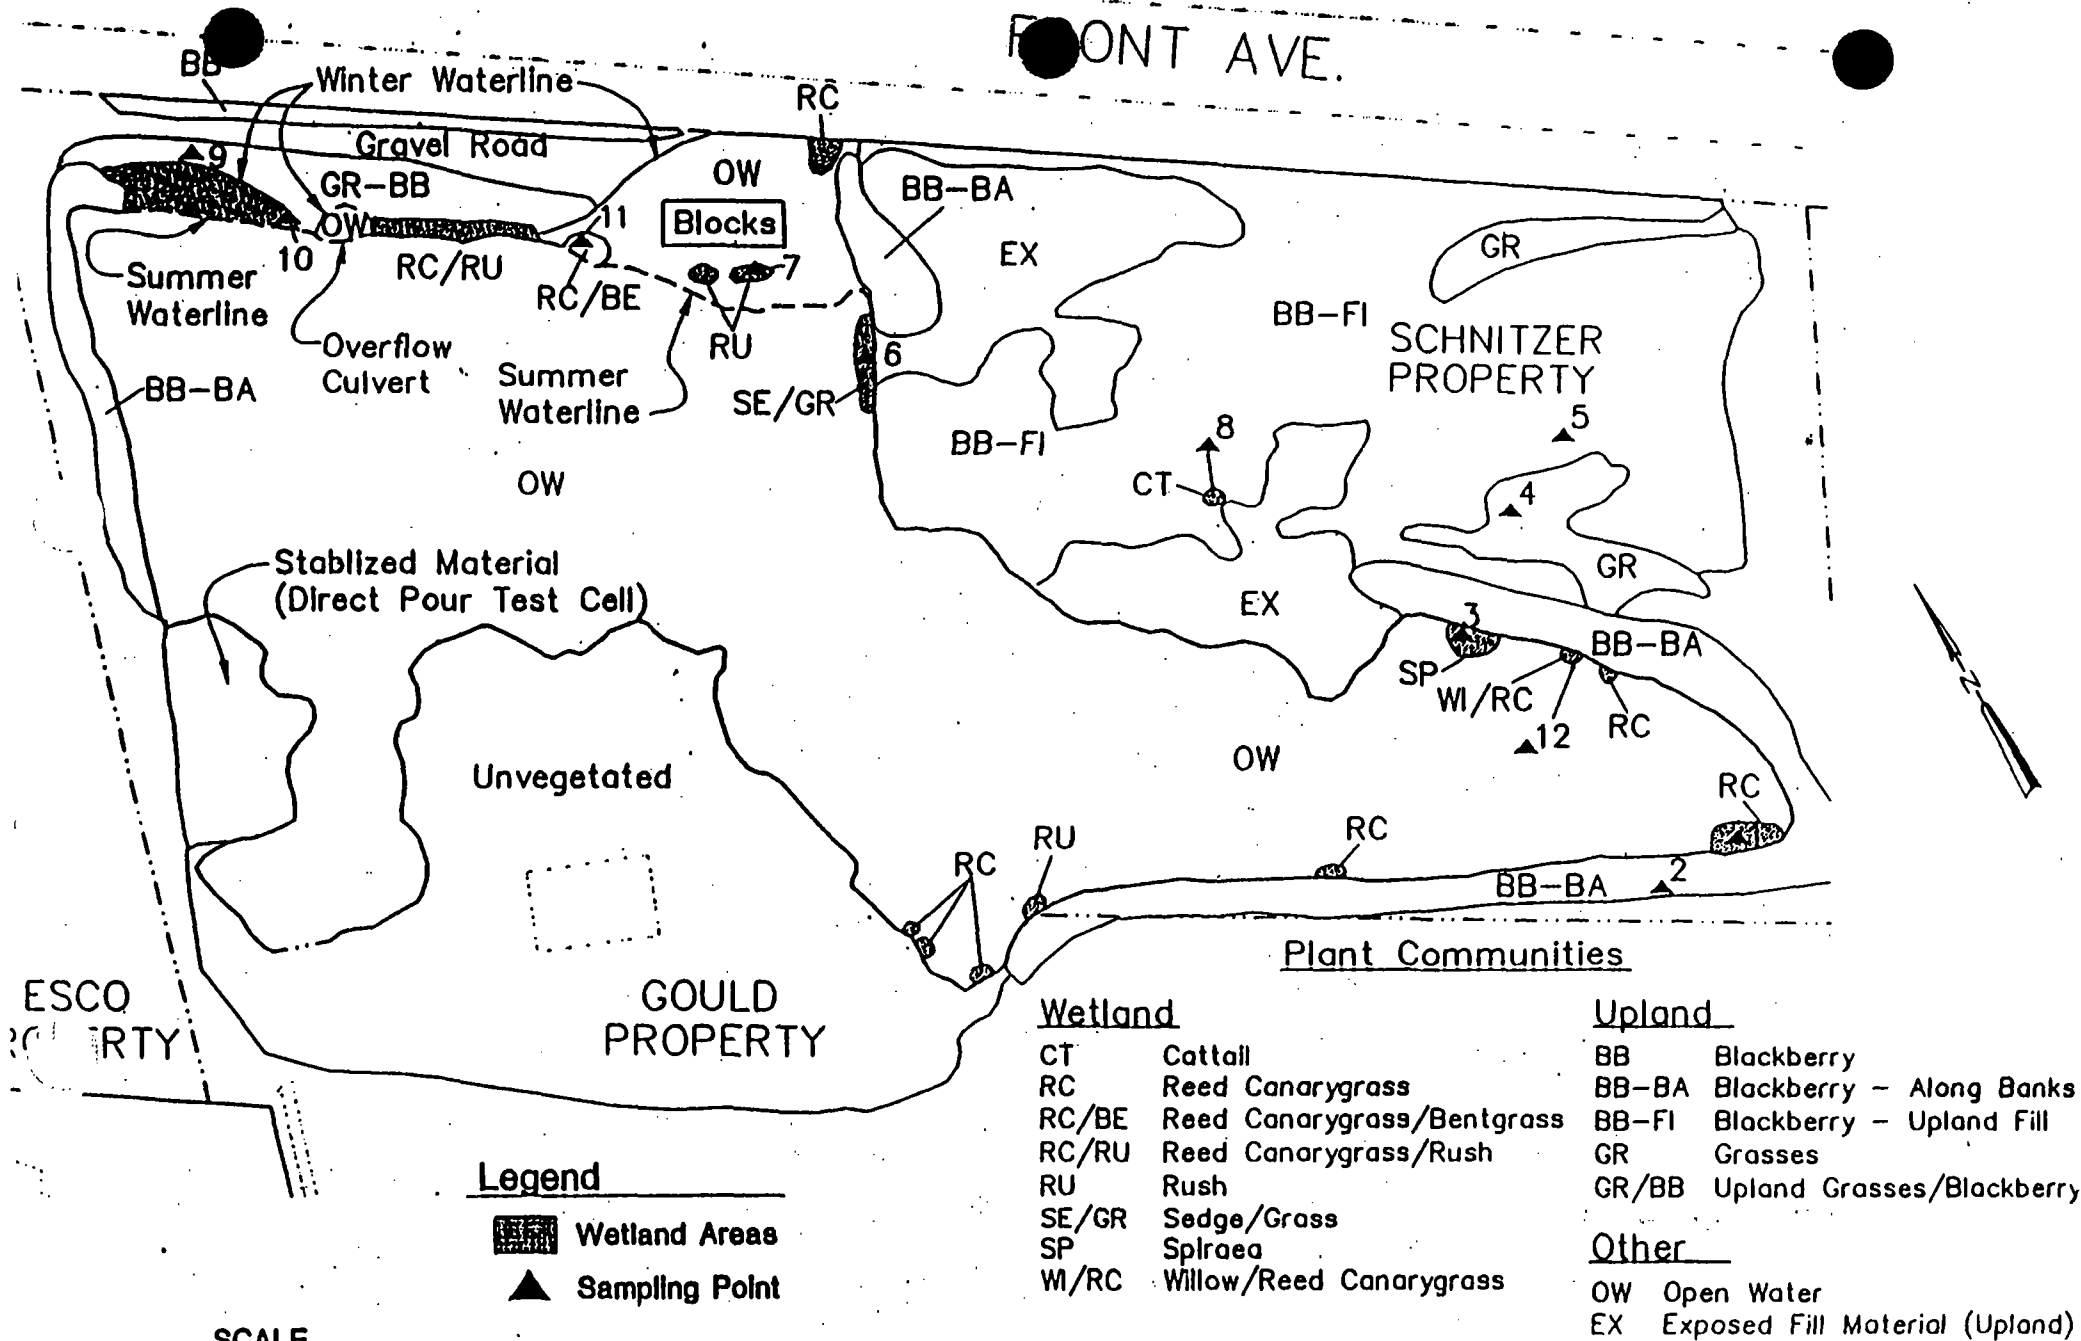 FRONT AVE.
BB
Winter Waterline
RC
9
Gravel Road
OW
GR-BB
BB-BA
Blocks
OW
11
EX
GR
10
RC/RU
7
Summer
Waterline
RC/BE
BB-FI
RU
SCHNITZER
PROPERTY
Overflow
Culvert
6
BB-BA
Summer
Waterline
SE/GR
BB-FI
8
5
OW
CT
4
Stablized Material
(Direct Pour Test Cell)
GR
EX
3
BB-BA
SP
WI/RC
RC
12
OW
Unvegetated
RC
RU
RC
RC
BB-BA
2
ESCO
RTY
GOULD
PROPERTY
N
Plant Communities
Wetland
CT Cattail
RC Reed Canarygrass
RC/BE Reed Canarygrass/Bentgrass
RC/RU Reed Canarygrass/Rush
RU Rush
SE/GR Sedge/Grass
SP Spiraea
WI/RC Willow/Reed Canarygrass
Upland
BB Blackberry
BB-BA Blackberry - Along Banks
BB-FI Blackberry - Upland Fill
GR Grasses
GR/BB Upland Grasses/Blackberry
Other
OW Open Water
EX Exposed Fill Material (Upland)
Legend
Wetland Areas
Sampling Point
SCALE